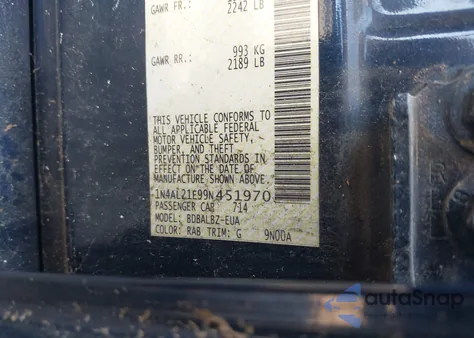 GAWR FR.: 2242 LB
993 KG
GAWR RR.: 2189 LB
THIS VEHICLE CONFORMS TO
ALL APPLICABLE FEDERAL
MOTOR VEHICLE SAFETY,
BUMPER, AND THEFT
PREVENTION STANDARDS IN
EFFECT ON THE DATE OF
MANUFACTURE SHOWN ABOVE.
1N4AL21E99N451970
PASSENGER CAR 714
MODEL: BDBALBZ-EUA
COLOR: RAB TRIM: G 9N00A
autoSnap